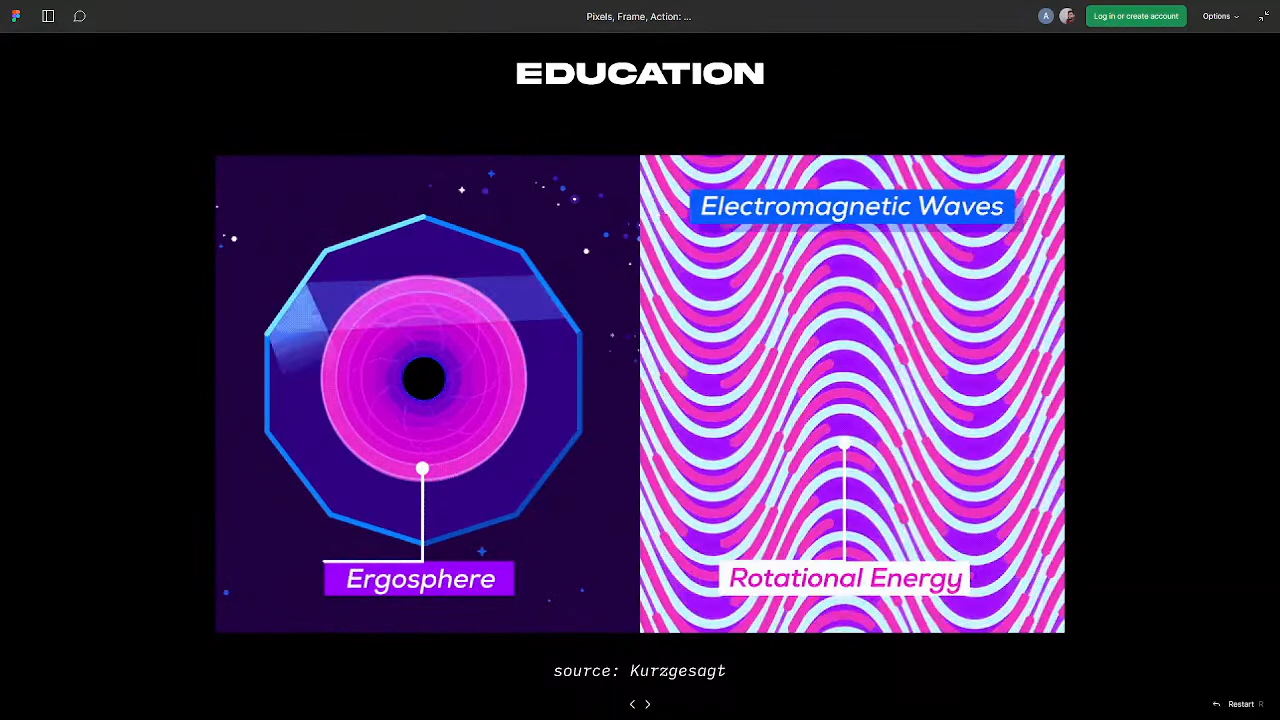 Pixels, Frame, Action: ...
A
Log in or create account
Options
EDUCATION
Electromagnetic Waves
Ergosphere
Rotational Energy
source: Kurzgesagt
Restart R